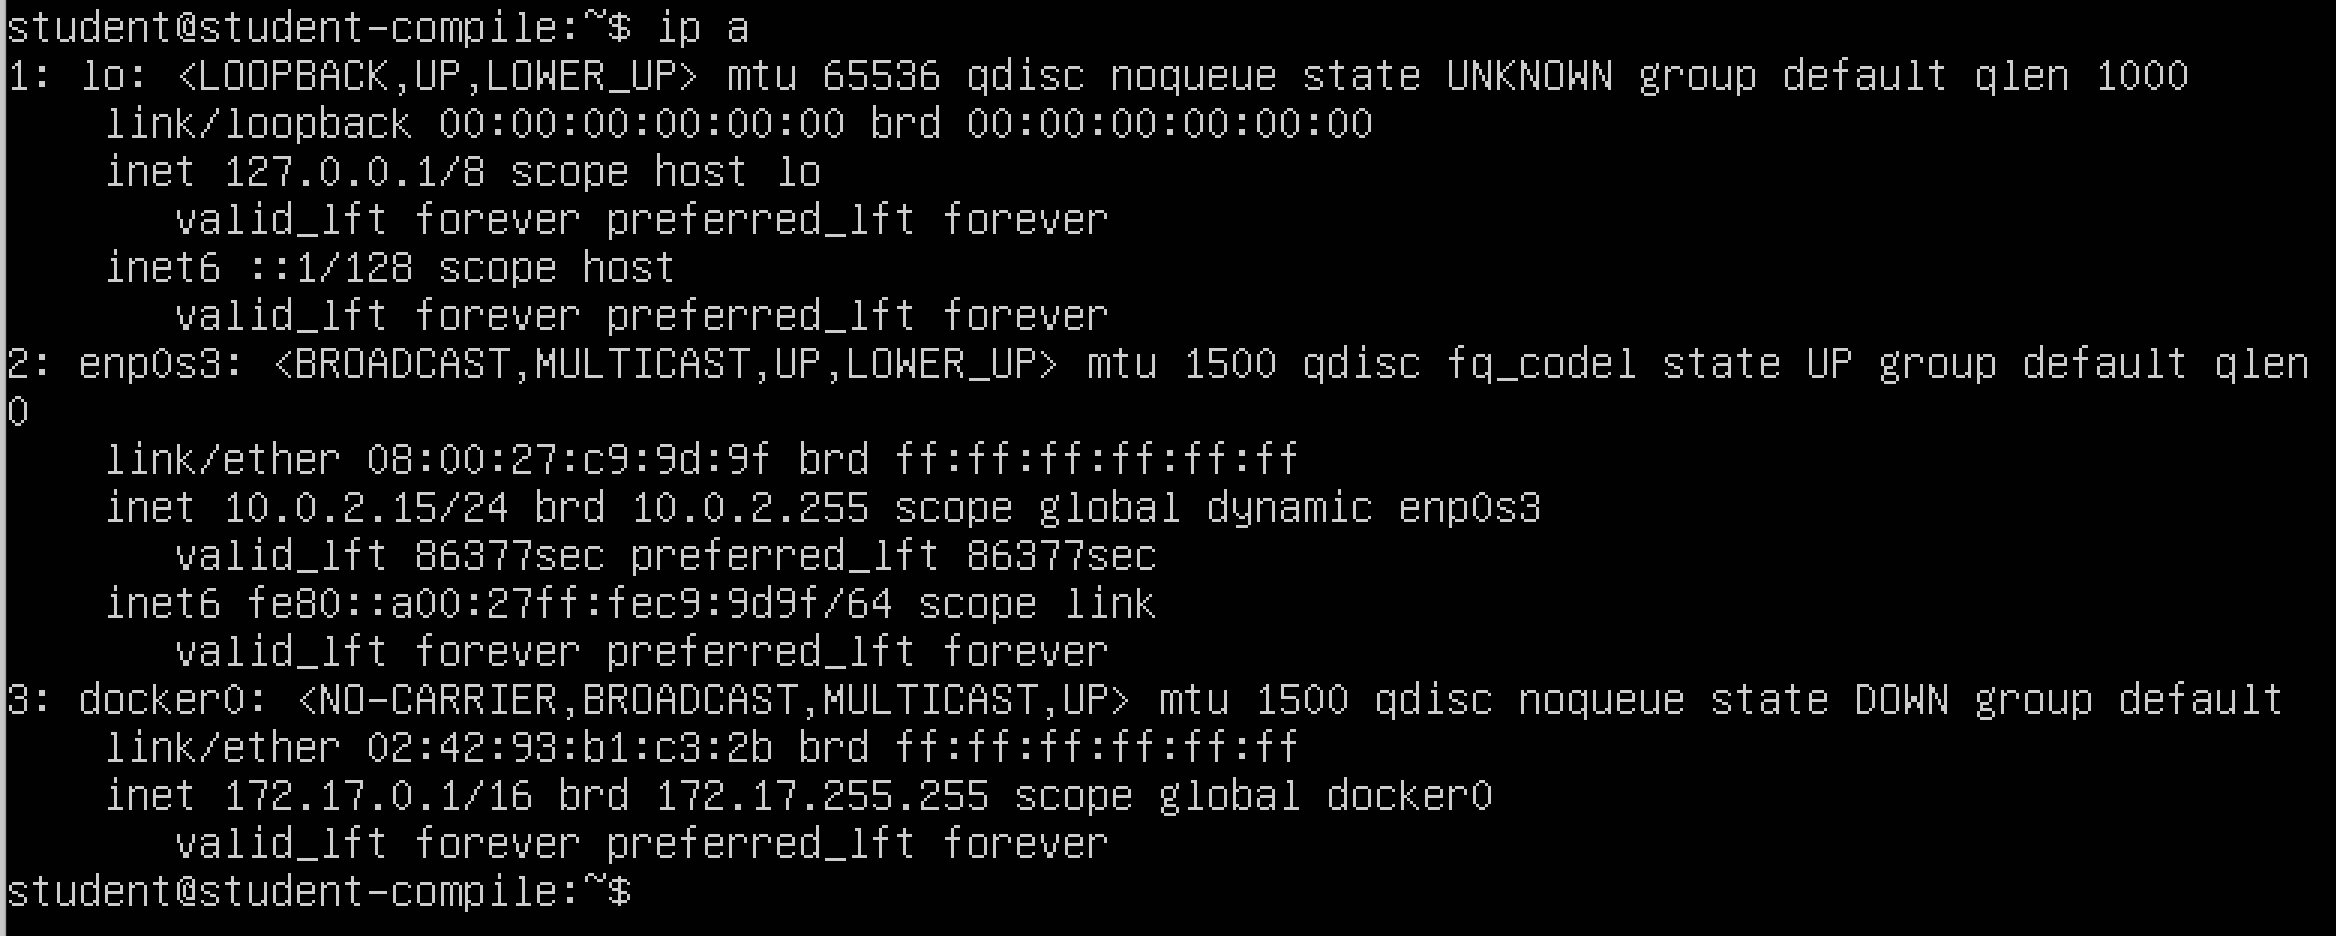 student@student-compile:~$ ip a
1: lo: <LOOPBACK,UP,LOWER_UP> mtu 65536 qdisc noqueue state UNKNOWN group default qlen 1000
    link/loopback 00:00:00:00:00:00 brd 00:00:00:00:00:00
    inet 127.0.0.1/8 scope host lo
       valid_lft forever preferred_lft forever
    inet6 ::1/128 scope host
       valid_lft forever preferred_lft forever
2: enp0s3: <BROADCAST,MULTICAST,UP,LOWER_UP> mtu 1500 qdisc fq_codel state UP group default qlen
0
    link/ether 08:00:27:c9:9d:9f brd ff:ff:ff:ff:ff:ff
    inet 10.0.2.15/24 brd 10.0.2.255 scope global dynamic enp0s3
       valid_lft 86377sec preferred_lft 86377sec
    inet6 fe80::a00:27ff:fec9:9d9f/64 scope link
       valid_lft forever preferred_lft forever
3: docker0: <NO-CARRIER,BROADCAST,MULTICAST,UP> mtu 1500 qdisc noqueue state DOWN group default
    link/ether 02:42:93:b1:c3:2b brd ff:ff:ff:ff:ff:ff
    inet 172.17.0.1/16 brd 172.17.255.255 scope global docker0
       valid_lft forever preferred_lft forever
student@student-compile:~$